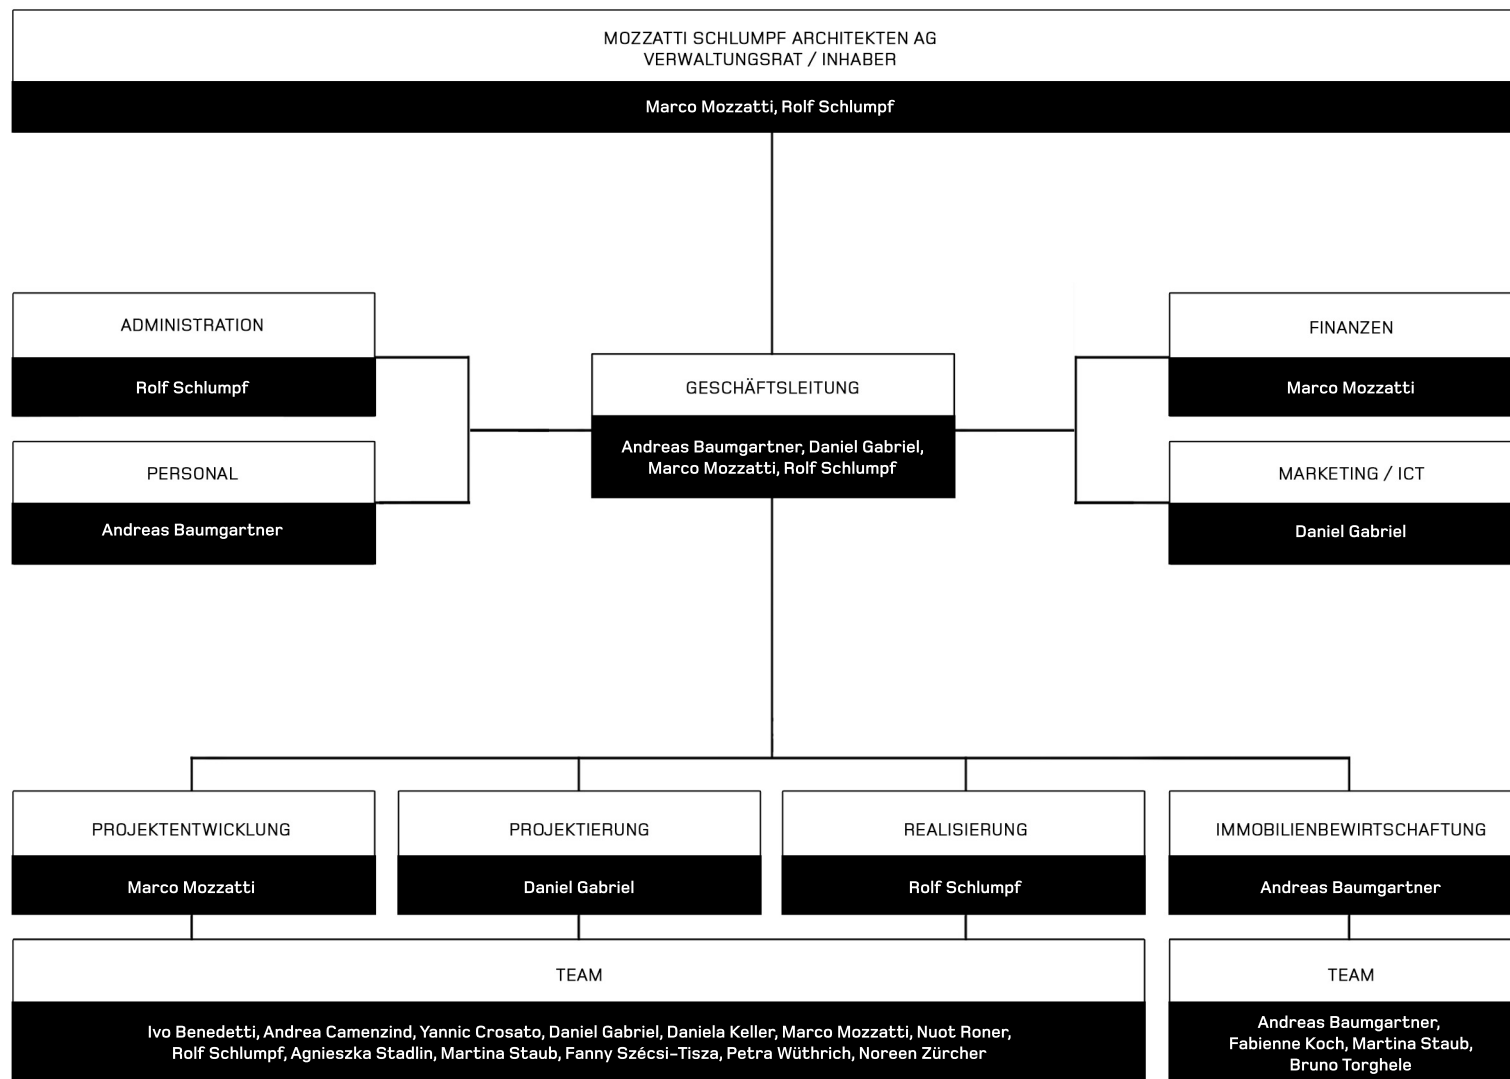 MOZZATTI SCHLUMPF ARCHITEKTEN AG
VERWALTUNGSRAT / INHABER
Marco Mozzatti, Rolf Schlumpf
ADMINISTRATION
Rolf Schlumpf
PERSONAL
Andreas Baumgartner
GESCHÄFTSLEITUNG
Andreas Baumgartner, Daniel Gabriel,
Marco Mozzatti, Rolf Schlumpf
FINANZEN
Marco Mozzatti
MARKETING / ICT
Daniel Gabriel
PROJEKTENTWICKLUNG
Marco Mozzatti
PROJEKTIERUNG
Daniel Gabriel
REALISIERUNG
Rolf Schlumpf
IMMOBILIENBEWIRTSCHAFTUNG
Andreas Baumgartner
TEAM
Ivo Benedetti, Andrea Camenzind, Yannic Crosato, Daniel Gabriel, Daniela Keller, Marco Mozzatti, Nuot Roner,
Rolf Schlumpf, Agnieszka Stadlin, Martina Staub, Fanny Szécsi-Tisza, Petra Wüthrich, Noreen Zürcher
TEAM
Andreas Baumgartner,
Fabienne Koch, Martina Staub,
Bruno Torghele